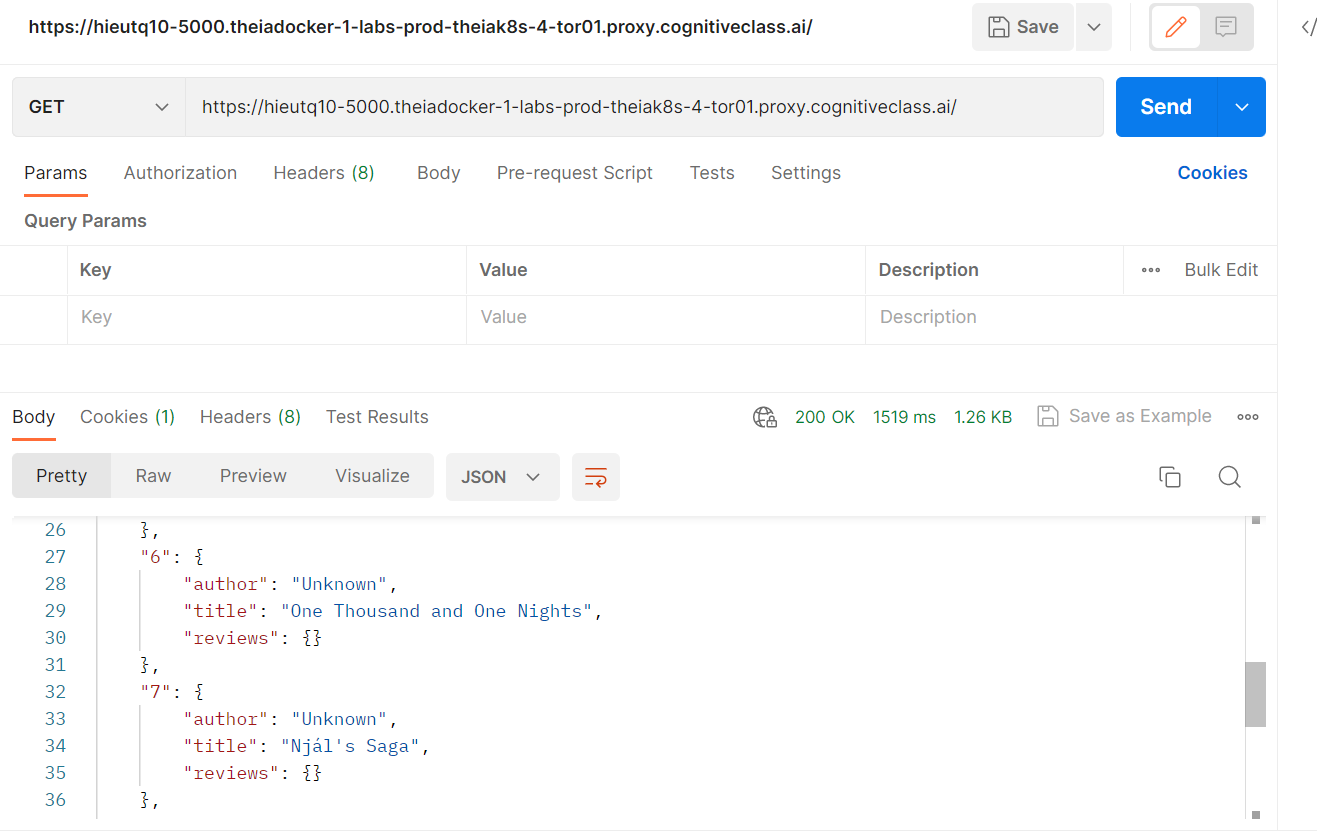 https://hieutq10-5000.theiadocker-1-labs-prod-theiak8s-4-tor01.proxy.cognitiveclass.ai/
Save
</
GET
https://hieutq10-5000.theiadocker-1-labs-prod-theiak8s-4-tor01.proxy.cognitiveclass.ai/
Send
Params Authorization Headers (8) Body Pre-request Script Tests Settings Cookies
Query Params
Key Value Description Bulk Edit
Key Value Description
Body Cookies (1) Headers (8) Test Results 200 OK 1519 ms 1.26 KB Save as Example
Pretty Raw Preview Visualize JSON
26 },
27 "6": {
28 "author": "Unknown",
29 "title": "One Thousand and One Nights",
30 "reviews": {}
31 },
32 "7": {
33 "author": "Unknown",
34 "title": "Njál's Saga",
35 "reviews": {}
36 },